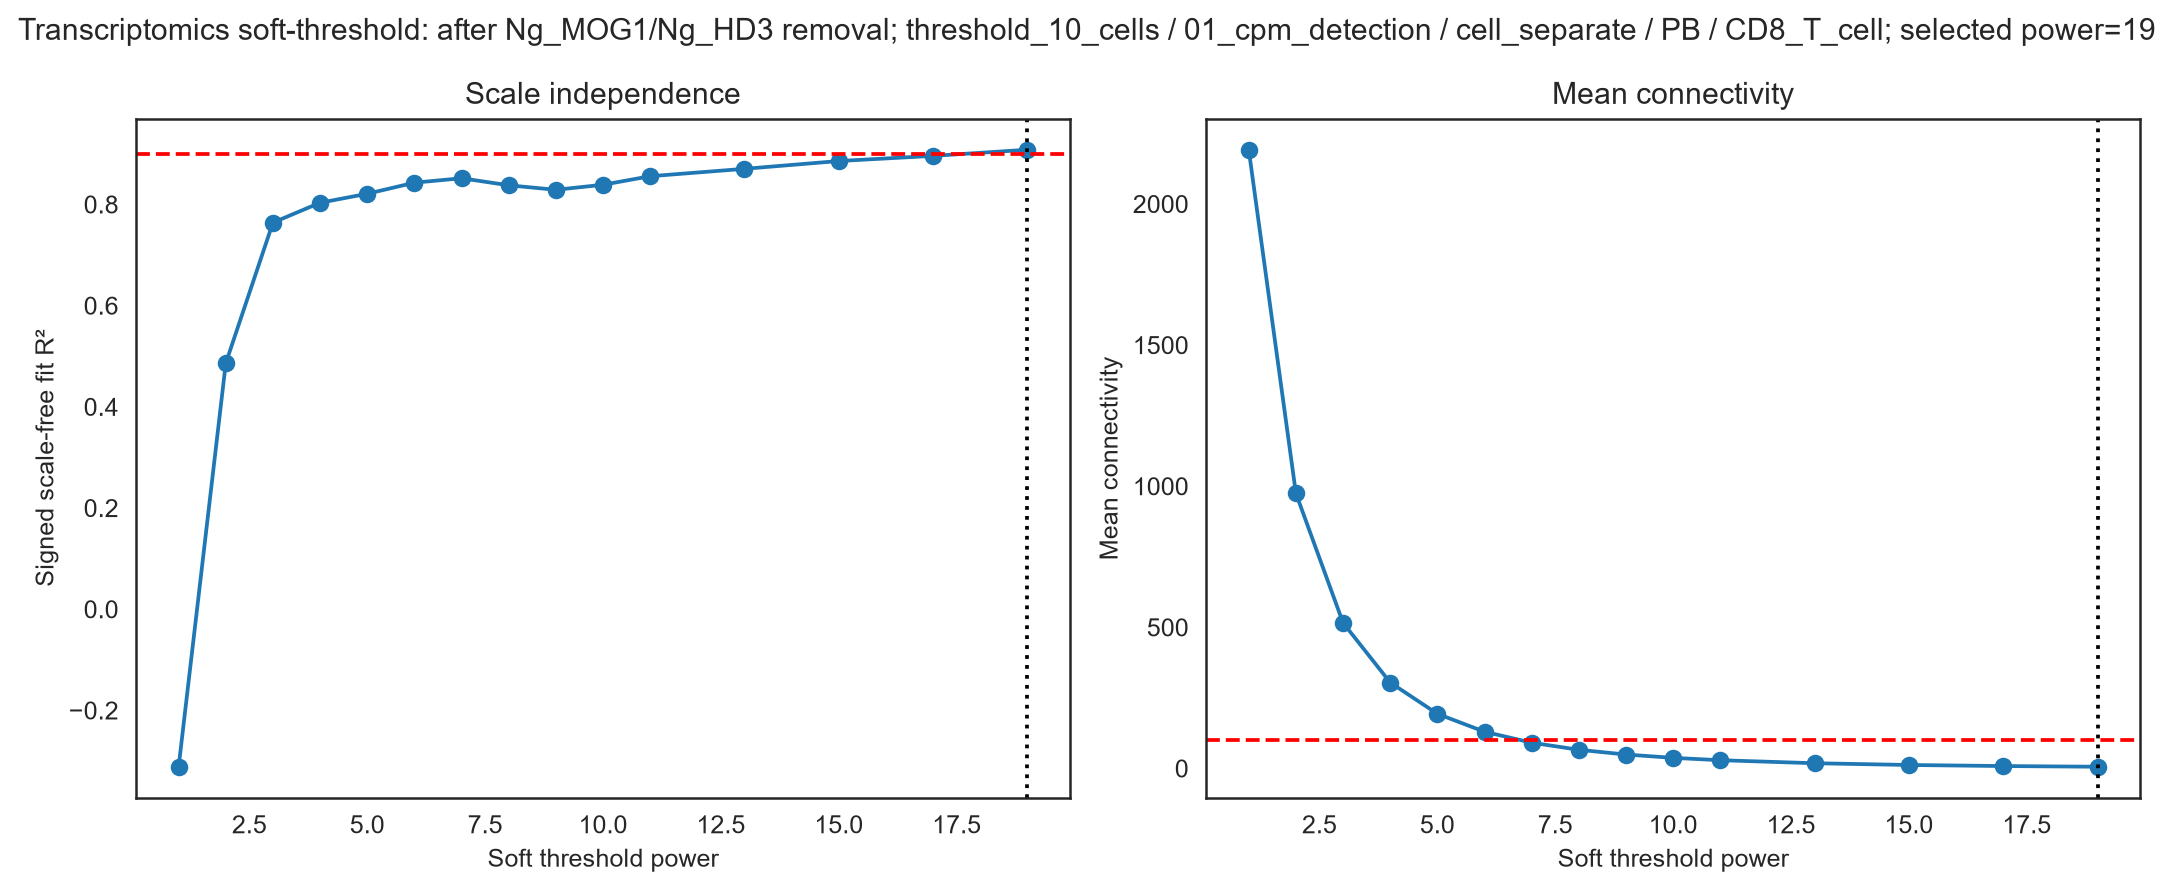 Transcriptomics soft-threshold: after Ng_MOG1/Ng_HD3 removal; threshold_10_cells / 01_cpm_detection / cell_separate / PB / CD8_T_cell; selected power=19
Scale independence
Signed scale-free fit R²
0.8
0.6
0.4
0.2
0.0
−0.2
2.5 5.0 7.5 10.0 12.5 15.0 17.5
Soft threshold power
Mean connectivity
Mean connectivity
2000
1500
1000
500
0
2.5 5.0 7.5 10.0 12.5 15.0 17.5
Soft threshold power